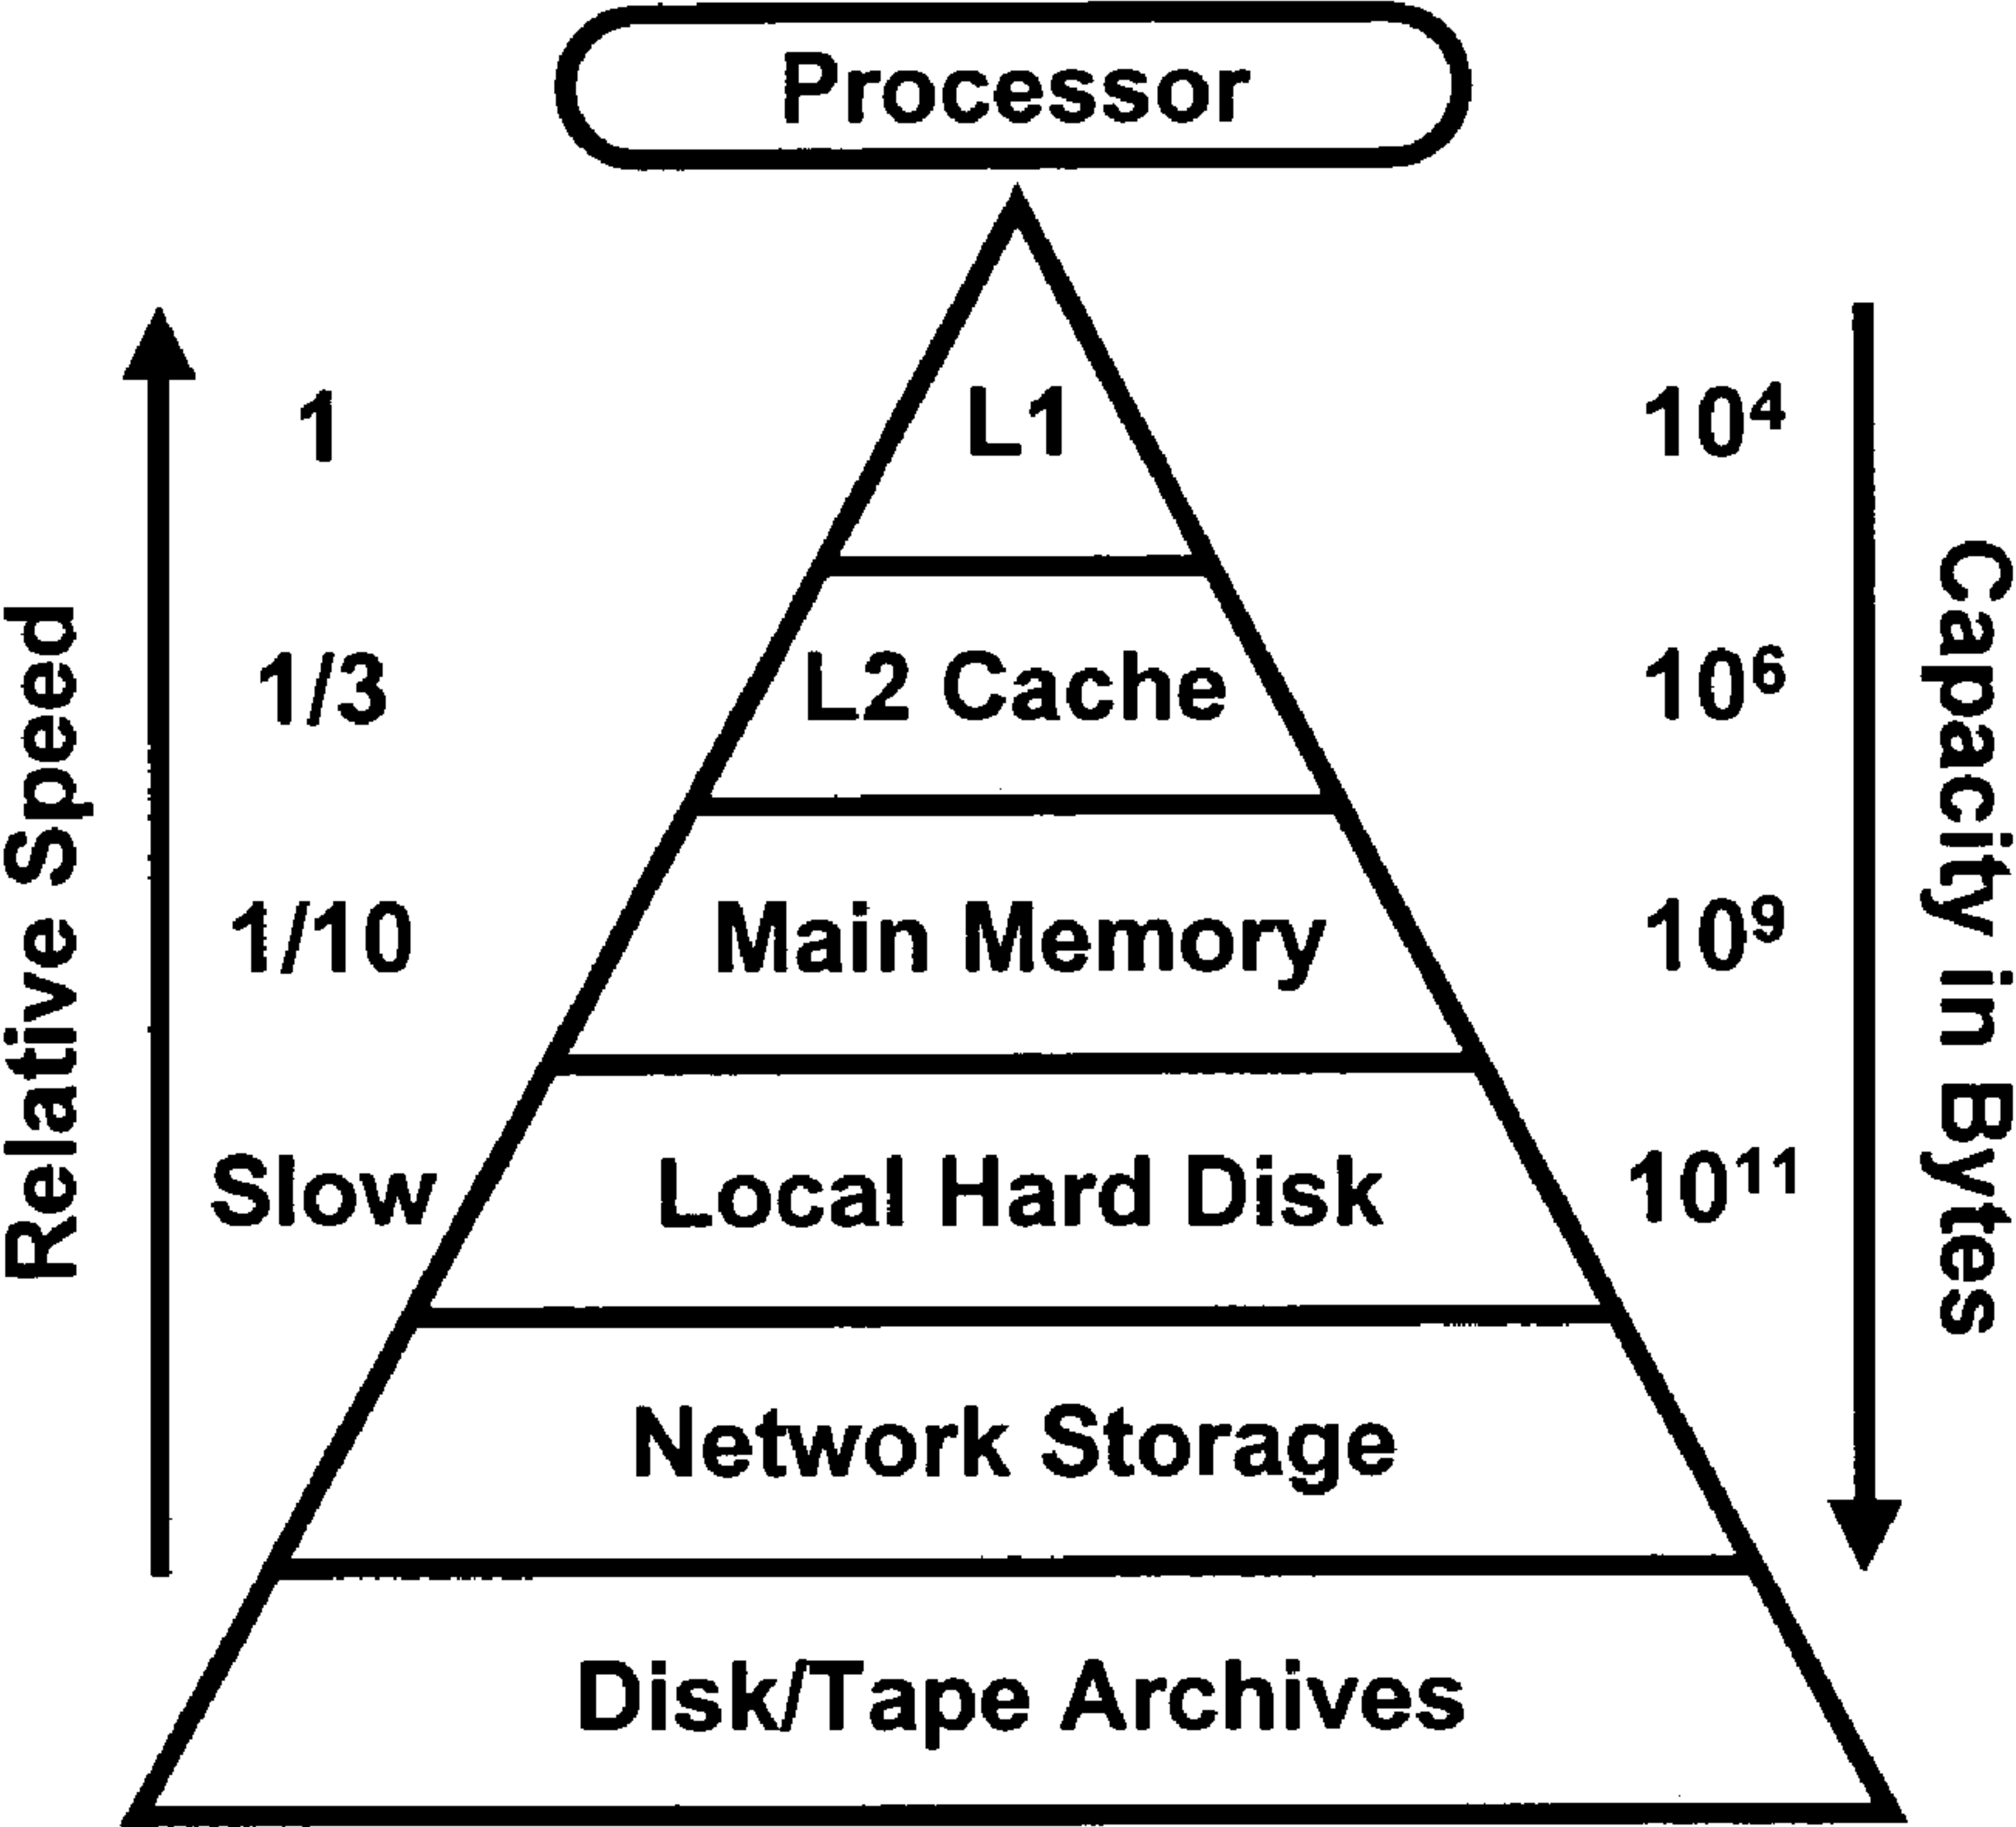 Processor
1 L1 10⁴
1/3 L2 Cache 10⁶
1/10 Main Memory 10⁹
Slow Local Hard Disk 10¹¹
Network Storage
Disk/Tape Archives
Relative Speed
Capacity in Bytes